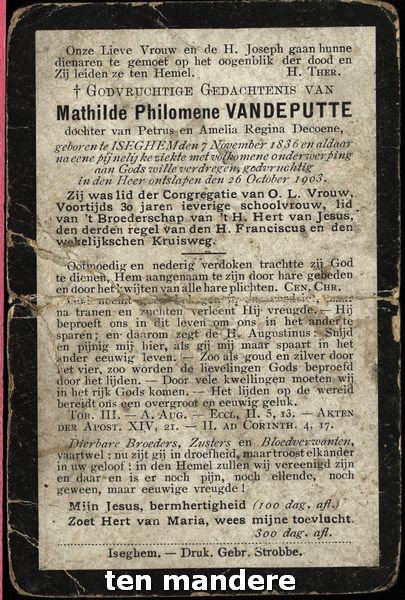 Onze Lieve Vrouw en de H. Joseph gaan hunne
dienaren te gemoet op het oogenblik der dood en
Zij leiden ze ten Hemel. H. Ther.
† Godvruchtige Gedachtenis van
Mathilde Philomene VANDEPUTTE
dochter van Petrus en Amelia Regina Decoene,
geboren te ISEGHEM den 7 November 1836 en aldaar
na eene pijnelijke ziekte met volkomene onderwerping
aan Gods wille verdregen, godvruchtig
in den Heer ontslapen den 26 October 1903.
Zij was lid der Congregatie van O. L. Vrouw,
Voortijds 30 jaren ieverige schoolvrouw, lid
van 't Broederschap van 't H. Hert van Jesus,
den derden regel van den H. Franciscus en den
wekelijkschen Kruisweg.
Ootmoedig en nederig verdoken trachtte zij God
te dienen, Hem aangenaam te zijn door hare gebeden
en door het kwijten van alle hare plichten. Cen. Chr.
na tranen en zuchten verleent Hij vreugde. — Hij
beproeft ons in dit leven om ons in het ander te
sparen; en daarom zegt de H. Augustinus: Snijd
en pijnig mij hier, als gij mij maar spaart in het
ander eeuwig leven. — Zoo als goud en zilver door
het vier, zoo worden de lievelingen Gods beproefd
door het lijden. — Door vele kwellingen moeten wij
in het rijk Gods komen. — Het lijden op de wereld
bereidt ons een overgroot en eeuwig geluk.
Tob. III. — A. Aug. — Eccl, II. 5, 13. — Akten
der Apost. XIV, 21. — II. ad Corinth. 4, 17.
Dierbare Broeders, Zusters en Bloedverwanten,
vaartwel: nu zijt gij in droefheid, maar troost elkander
in uw geloof: in den Hemel zullen wij vereenigd zijn
en daar en is er noch pijn, noch ellende, noch
geween, maar eeuwige vreugde!
Mijn Jesus, bermhertigheid (100 dag. afl.)
Zoet Hert van Maria, wees mijne toevlucht.
300 dag. afl.
Iseghem. — Druk. Gebr. Strobbe.
ten mandere